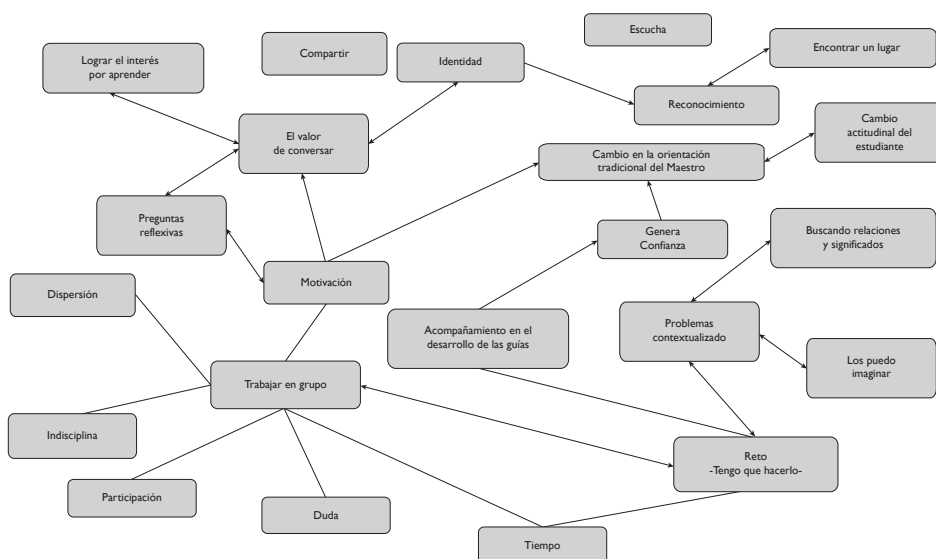 Escucha
Encontrar un lugar
Compartir
Lograr el interés
por aprender
Identidad
Reconocimiento
El valor
de conversar
Cambio
actitudinal del
estudiante
Cambio en la orientación
tradicional del Maestro
Preguntas
reflexivas
Genera
Confianza
Buscando relaciones
y significados
Motivación
Dispersión
Acompañamiento en el
desarrollo de las guías
Problemas
contextualizado
Los puedo
imaginar
Trabajar en grupo
Indisciplina
Reto
-Tengo que hacerlo-
Participación
Duda
Tiempo